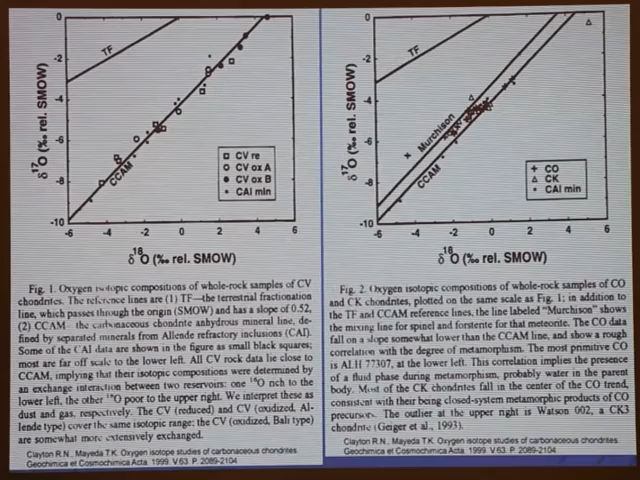 0
-2
-4
-6
-8
-10
δ17O (‰ rel. SMOW)
TF
CCAM
CV re
CV ox A
CV ox B
CAI min
-6 -4 -2 0 2 4 6
δ18O (‰ rel. SMOW)
Fig. 1. Oxygen isotopic compositions of whole-rock samples of CV
chondrites. The reference lines are (1) TF—the terrestrial fractionation
line, which passes through the origin (SMOW) and has a slope of 0.52,
(2) CCAM—the carbonaceous chondrite anhydrous mineral line, de-
fined by separated minerals from Allende refractory inclusions (CAI).
Some of the CAI data are shown in the figure as small black squares;
most are far off scale to the lower left. All CV rock data lie close to
CCAM, implying that their isotopic compositions were determined by
an exchange interaction between two reservoirs: one 16O rich to the
lower left, the other 16O poor to the upper right. We interpret these as
dust and gas, respectively. The CV (reduced) and CV (oxidized, Al-
lende type) cover the same isotopic range; the CV (oxidized, Bali type)
are somewhat more extensively exchanged.
Clayton R.N., Mayeda T.K. Oxygen isotope studies of carbonaceous chondrites.
Geochimica et Cosmochimica Acta. 1999. V.63. P. 2089-2104
0
-2
-4
-6
-8
-10
δ17O (‰ rel. SMOW)
TF
Murchison
CCAM
CO
CK
CAI min
-6 -4 -2 0 2 4 6
δ18O (‰ rel. SMOW)
Fig. 2. Oxygen isotopic compositions of whole-rock samples of CO
and CK chondrites, plotted on the same scale as Fig. 1; in addition to
the TF and CCAM reference lines, the line labeled "Murchison" shows
the mixing line for spinel and forsterite for that meteorite. The CO data
fall on a slope somewhat lower than the CCAM line, and show a rough
correlation with the degree of metamorphism. The most primitive CO
is ALH 77307, at the lower left. This correlation implies the presence
of a fluid phase during metamorphism, probably water in the parent
body. Most of the CK chondrites fall in the center of the CO trend,
consistent with their being closed-system metamorphic products of CO
precursors. The outlier at the upper right is Watson 002, a CK3
chondrite (Geiger et al., 1993).
Clayton R.N., Mayeda T.K. Oxygen isotope studies of carbonaceous chondrites.
Geochimica et Cosmochimica Acta. 1999. V.63. P. 2089-2104